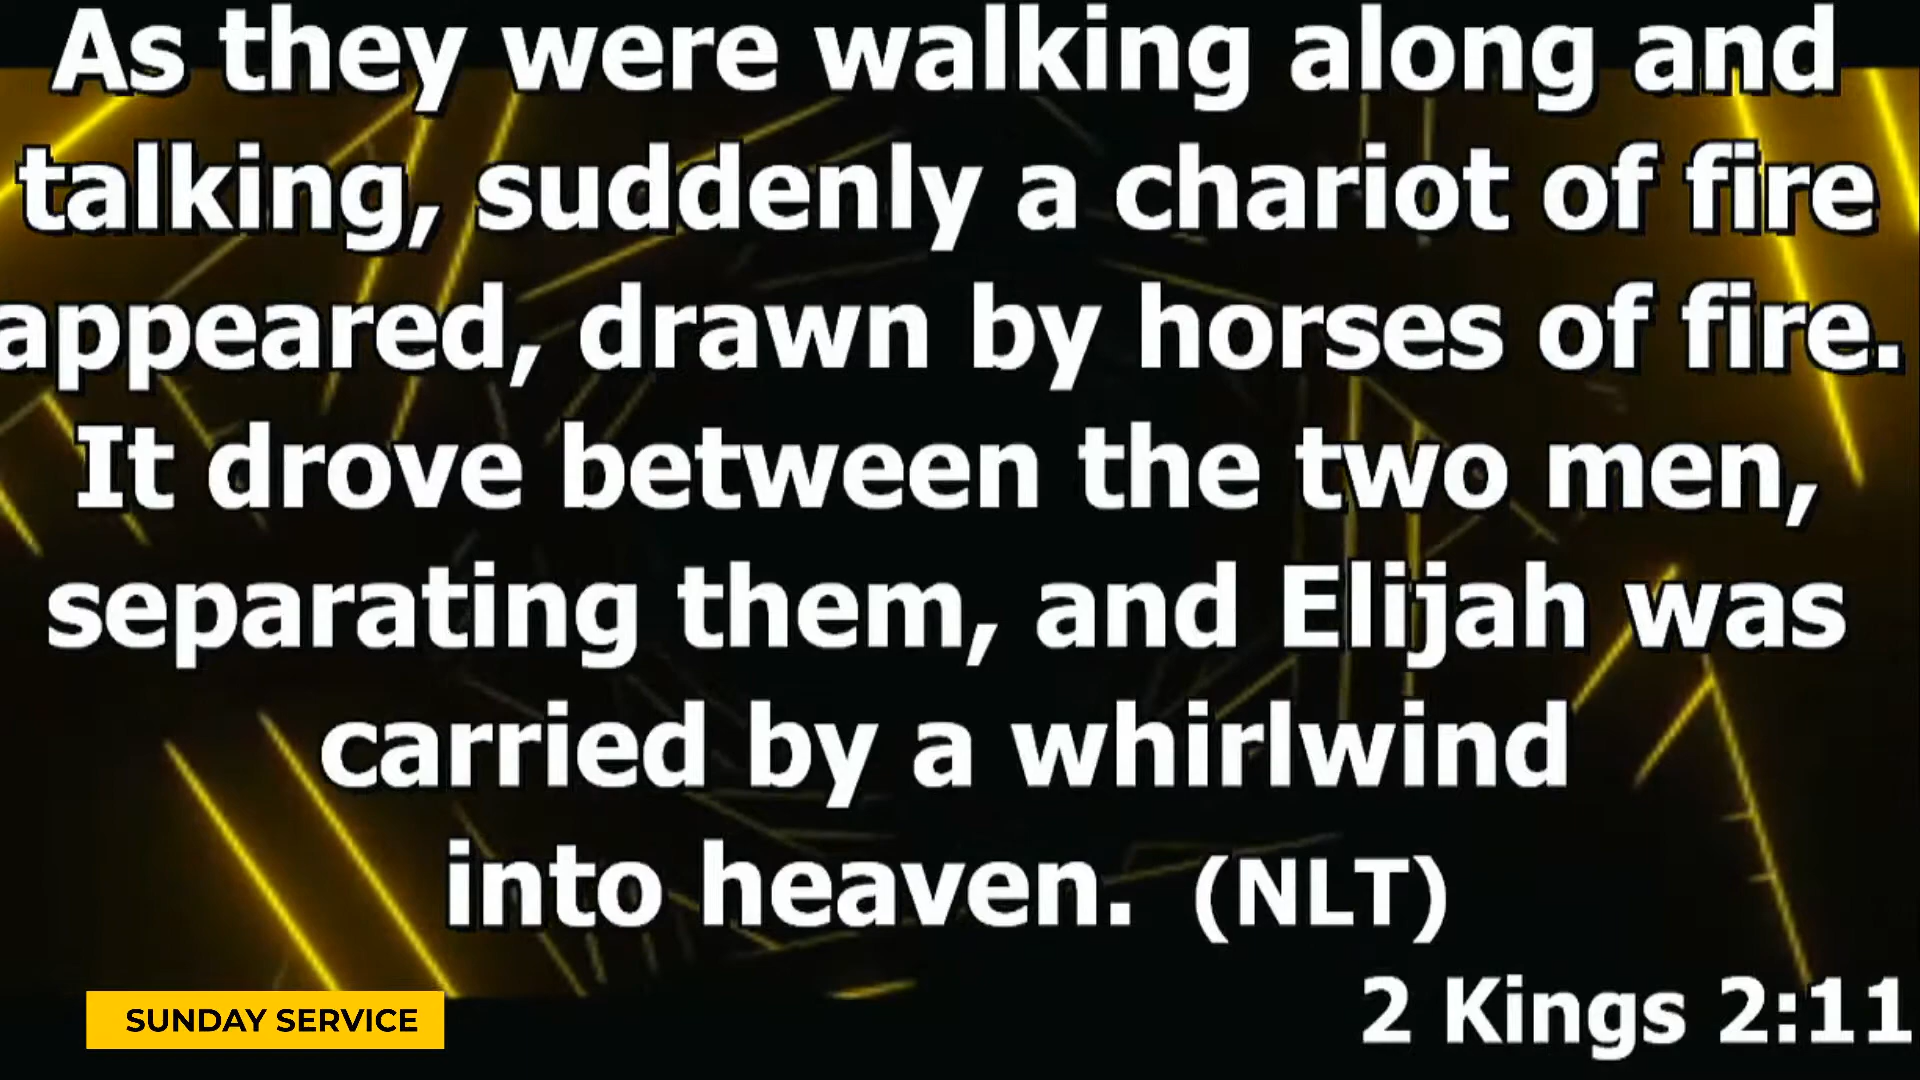 As they were walking along and
talking, suddenly a chariot of fire
appeared, drawn by horses of fire.
It drove between the two men,
separating them, and Elijah was
carried by a whirlwind
into heaven. (NLT)
2 Kings 2:11
SUNDAY SERVICE